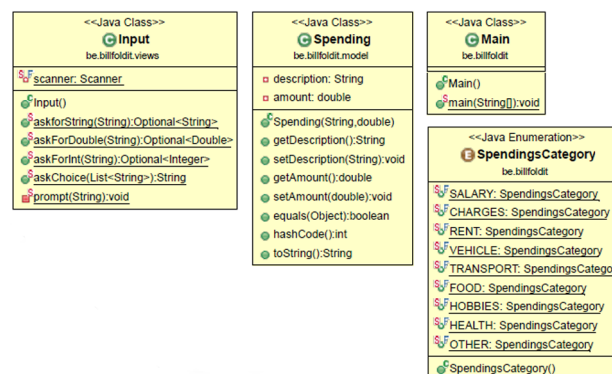 <<Java Class>>
Input
be.billfoldit.views
scanner: Scanner
Input()
askforString(String):Optional<String>
askForDouble(String):Optional<Double>
askForInt(String):Optional<Integer>
askChoice(List<String>):String
prompt(String):void
<<Java Class>>
Spending
be.billfoldit.model
description: String
amount: double
Spending(String,double)
getDescription():String
setDescription(String):void
getAmount():double
setAmount(double):void
equals(Object):boolean
hashCode():int
toString():String
<<Java Class>>
Main
be.billfoldit
Main()
main(String[]):void
<<Java Enumeration>>
SpendingsCategory
be.billfoldit
SALARY: SpendingsCategory
CHARGES: SpendingsCategory
RENT: SpendingsCategory
VEHICLE: SpendingsCategory
TRANSPORT: SpendingsCatego
FOOD: SpendingsCategory
HOBBIES: SpendingsCategory
HEALTH: SpendingsCategory
OTHER: SpendingsCategory
SpendingsCategory()